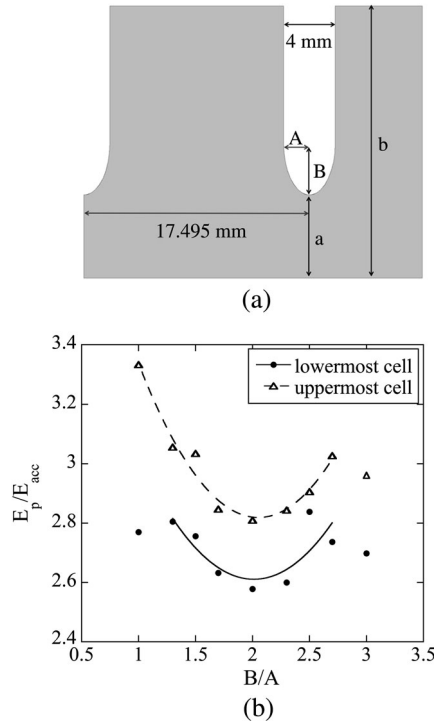 4 mm
A
B
b
17.495 mm
a
(a)
3.4
3.2
3
2.8
2.6
2.4
E_p/E_acc
lowermost cell
uppermost cell
0.5 1 1.5 2 2.5 3 3.5
B/A
(b)